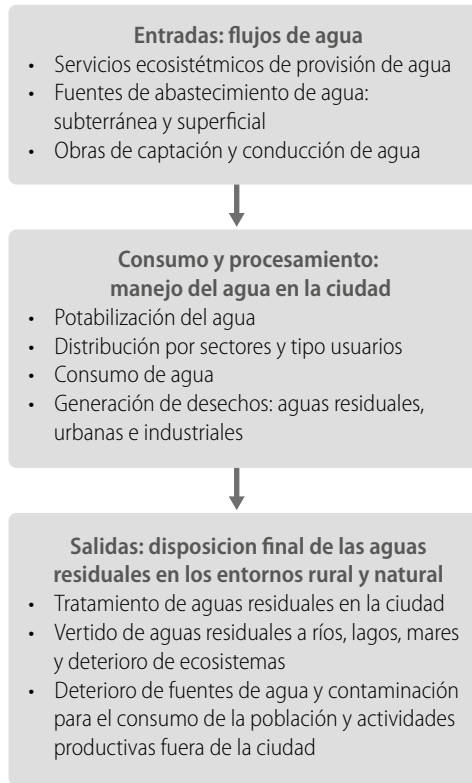 Entradas: flujos de agua
• Servicios ecosistétmicos de provisión de agua
• Fuentes de abastecimiento de agua:
subterránea y superficial
• Obras de captación y conducción de agua
Consumo y procesamiento:
manejo del agua en la ciudad
• Potabilización del agua
• Distribución por sectores y tipo usuarios
• Consumo de agua
• Generación de desechos: aguas residuales,
urbanas e industriales
Salidas: disposicion final de las aguas
residuales en los entornos rural y natural
• Tratamiento de aguas residuales en la ciudad
• Vertido de aguas residuales a ríos, lagos, mares
y deterioro de ecosistemas
• Deterioro de fuentes de agua y contaminación
para el consumo de la población y actividades
productivas fuera de la ciudad